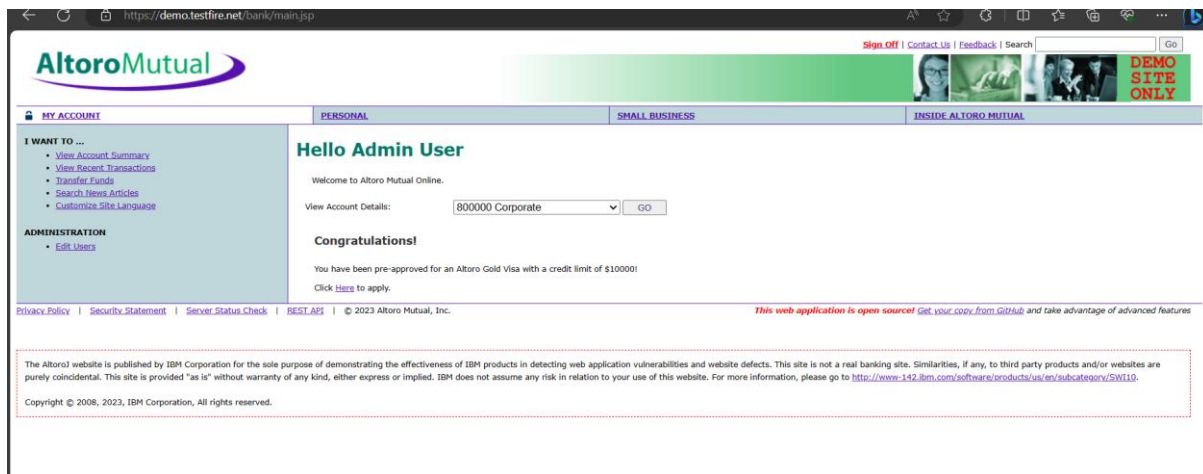 https://demo.testfire.net/bank/main.jsp
Sign Off | Contact Us | Feedback | Search Go
AltoroMutual
DEMO
SITE
ONLY
MY ACCOUNT PERSONAL SMALL BUSINESS INSIDE ALTORO MUTUAL
I WANT TO ...
View Account Summary
View Recent Transactions
Transfer Funds
Search News Articles
Customize Site Language
ADMINISTRATION
Edit Users
Hello Admin User
Welcome to Altoro Mutual Online.
View Account Details: 800000 Corporate GO
Congratulations!
You have been pre-approved for an Altoro Gold Visa with a credit limit of $10000!
Click Here to apply.
Privacy Policy | Security Statement | Server Status Check | REST API | © 2023 Altoro Mutual, Inc. This web application is open source! Get your copy from GitHub and take advantage of advanced features
The AltoroJ website is published by IBM Corporation for the sole purpose of demonstrating the effectiveness of IBM products in detecting web application vulnerabilities and website defects. This site is not a real banking site. Similarities, if any, to third party products and/or websites are
purely coincidental. This site is provided "as is" without warranty of any kind, either express or implied. IBM does not assume any risk in relation to your use of this website. For more information, please go to http://www-142.ibm.com/software/products/us/en/subcategory/SWI10.
Copyright © 2008, 2023, IBM Corporation, All rights reserved.